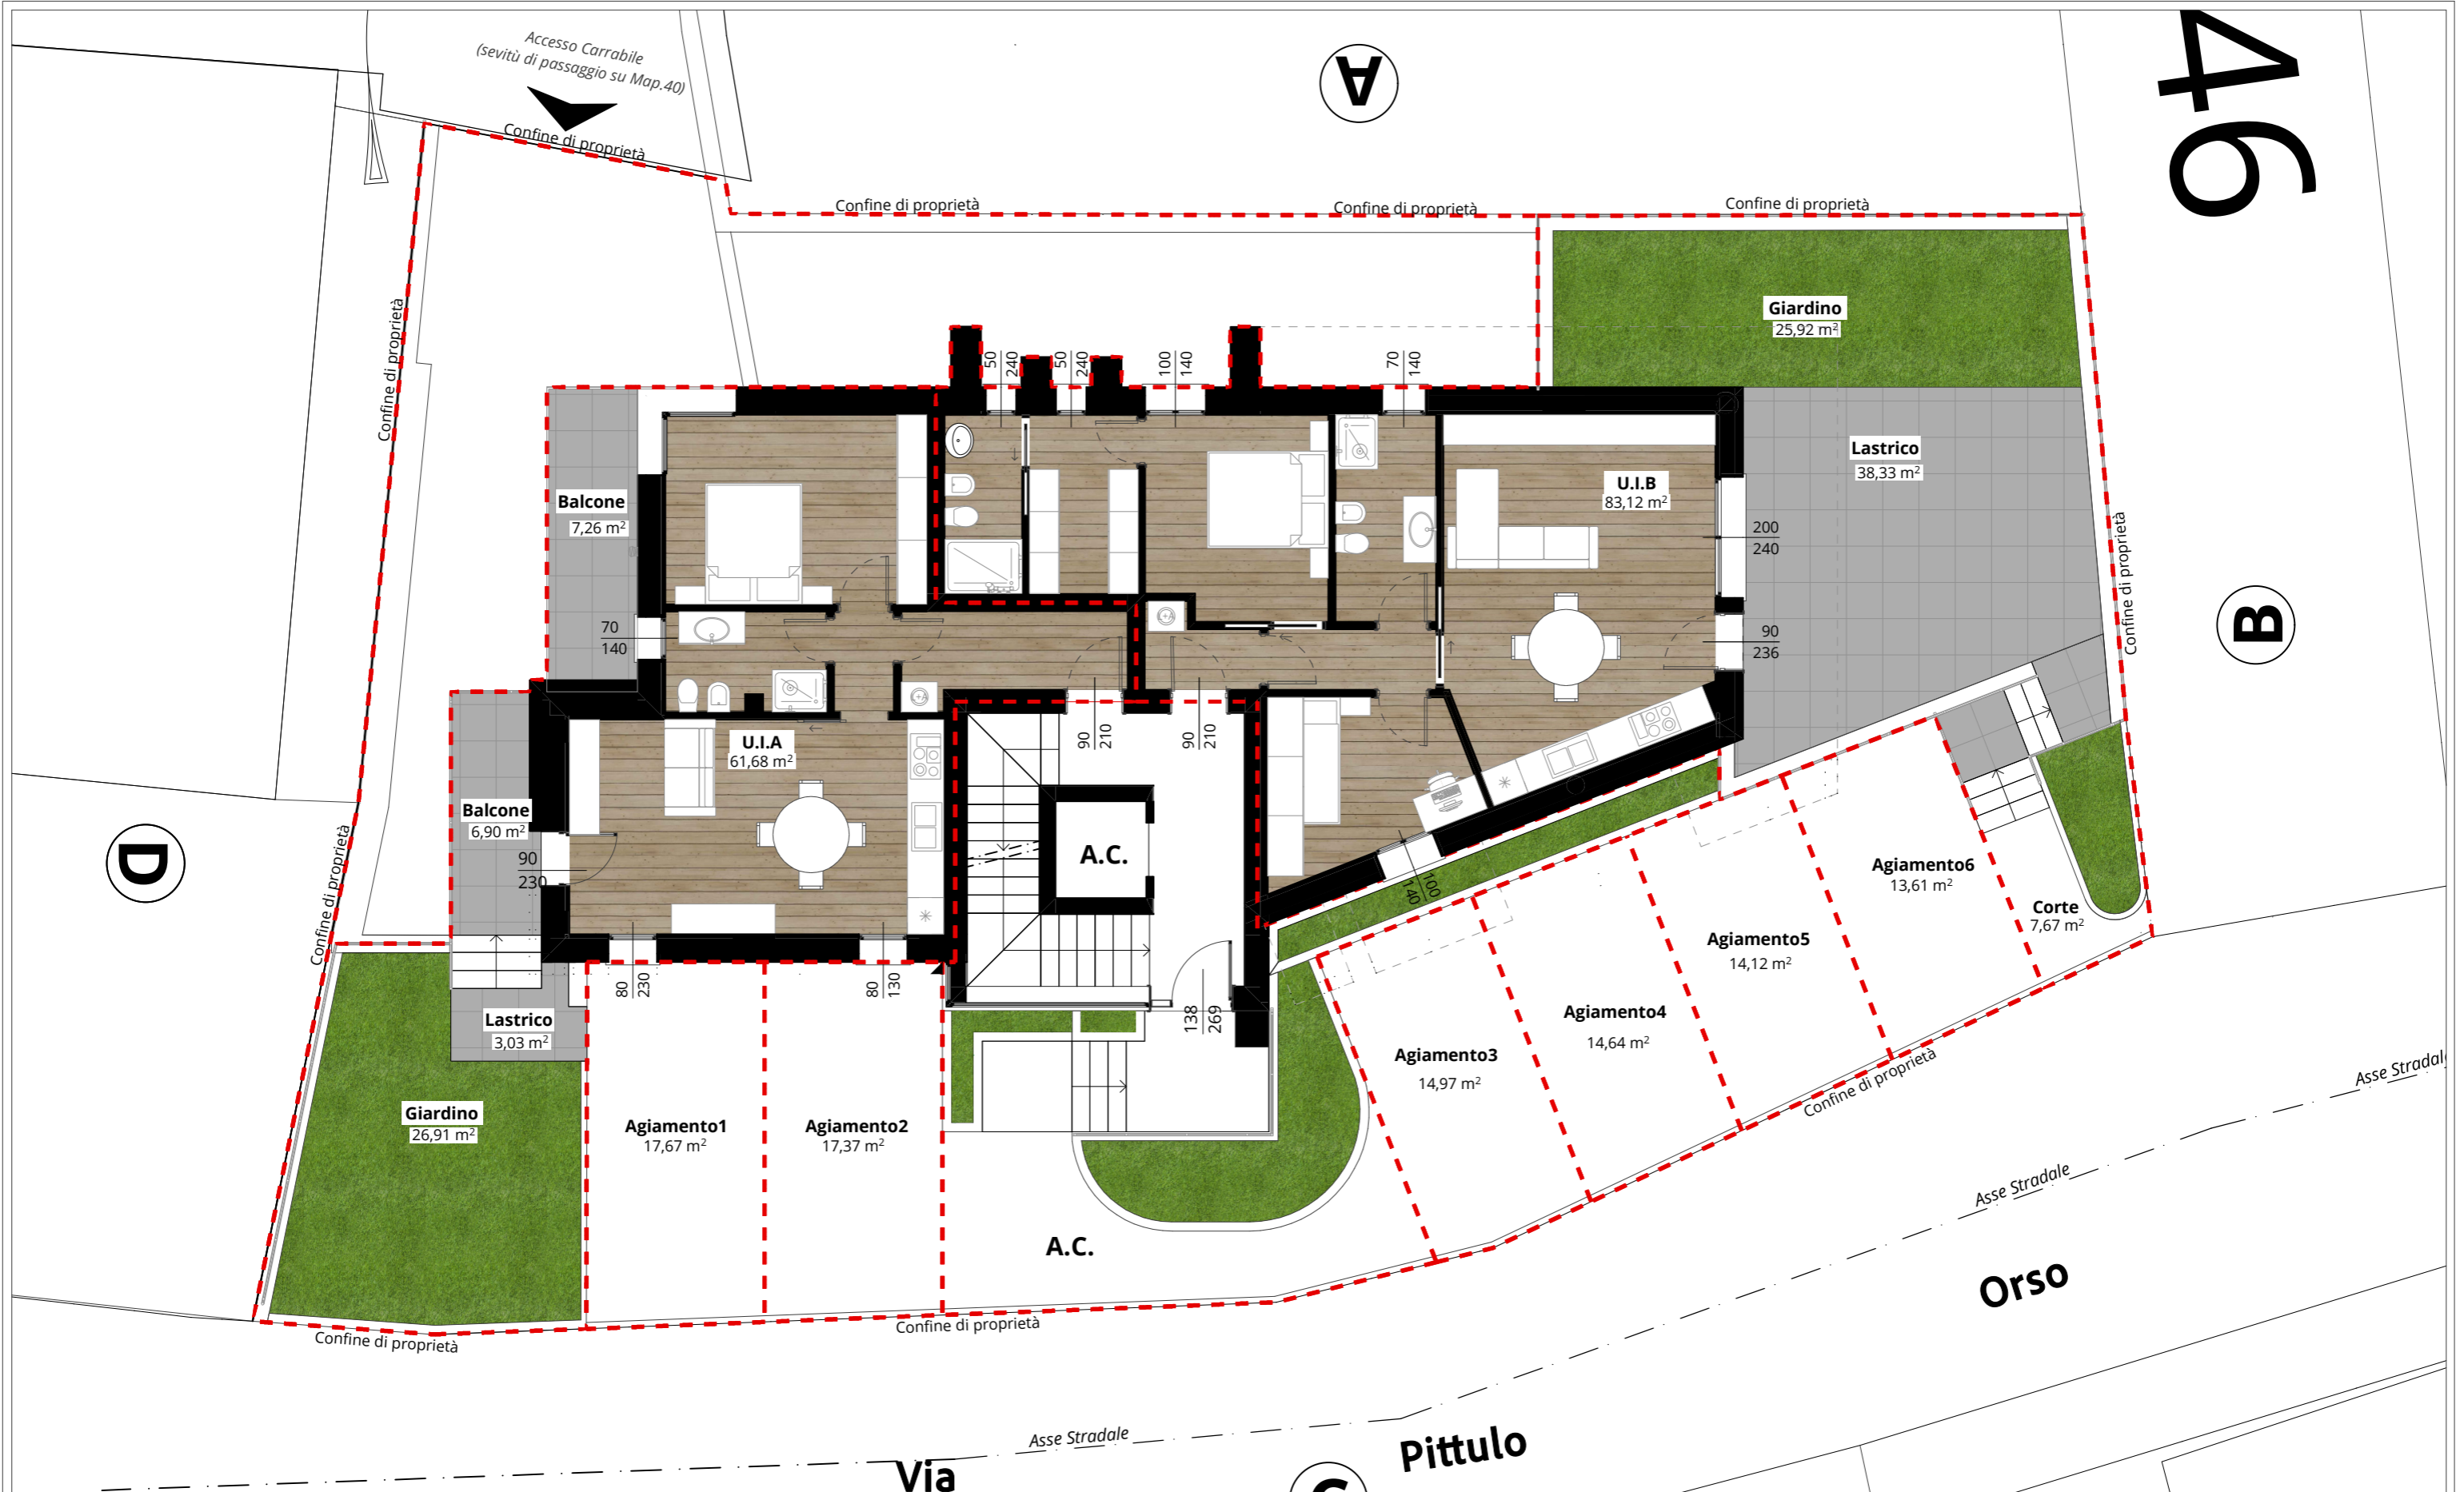 Accesso Carrabile
(sevitù di passaggio su Map.40)
A
46
Confine di proprietà
Confine di proprietà
Confine di proprietà
Confine di proprietà
Confine di proprietà
Giardino
25,92 m²
50
240
50
240
100
140
70
140
Balcone
7,26 m²
U.I.B
83,12 m²
Lastrico
38,33 m²
200
240
Confine di proprietà
B
70
140
90
236
90
210
90
210
U.I.A
61,68 m²
Balcone
6,90 m²
90
230
D
Confine di proprietà
A.C.
100
140
Agiamento6
13,61 m²
Corte
7,67 m²
Agiamento5
14,12 m²
80
230
80
130
138
269
Lastrico
3,03 m²
Agiamento4
14,64 m²
Agiamento3
14,97 m²
Confine di proprietà
Asse Stradale
Giardino
26,91 m²
Agiamento1
17,67 m²
Agiamento2
17,37 m²
Asse Stradale
A.C.
Orso
Confine di proprietà
Confine di proprietà
Asse Stradale
Pittulo
Via